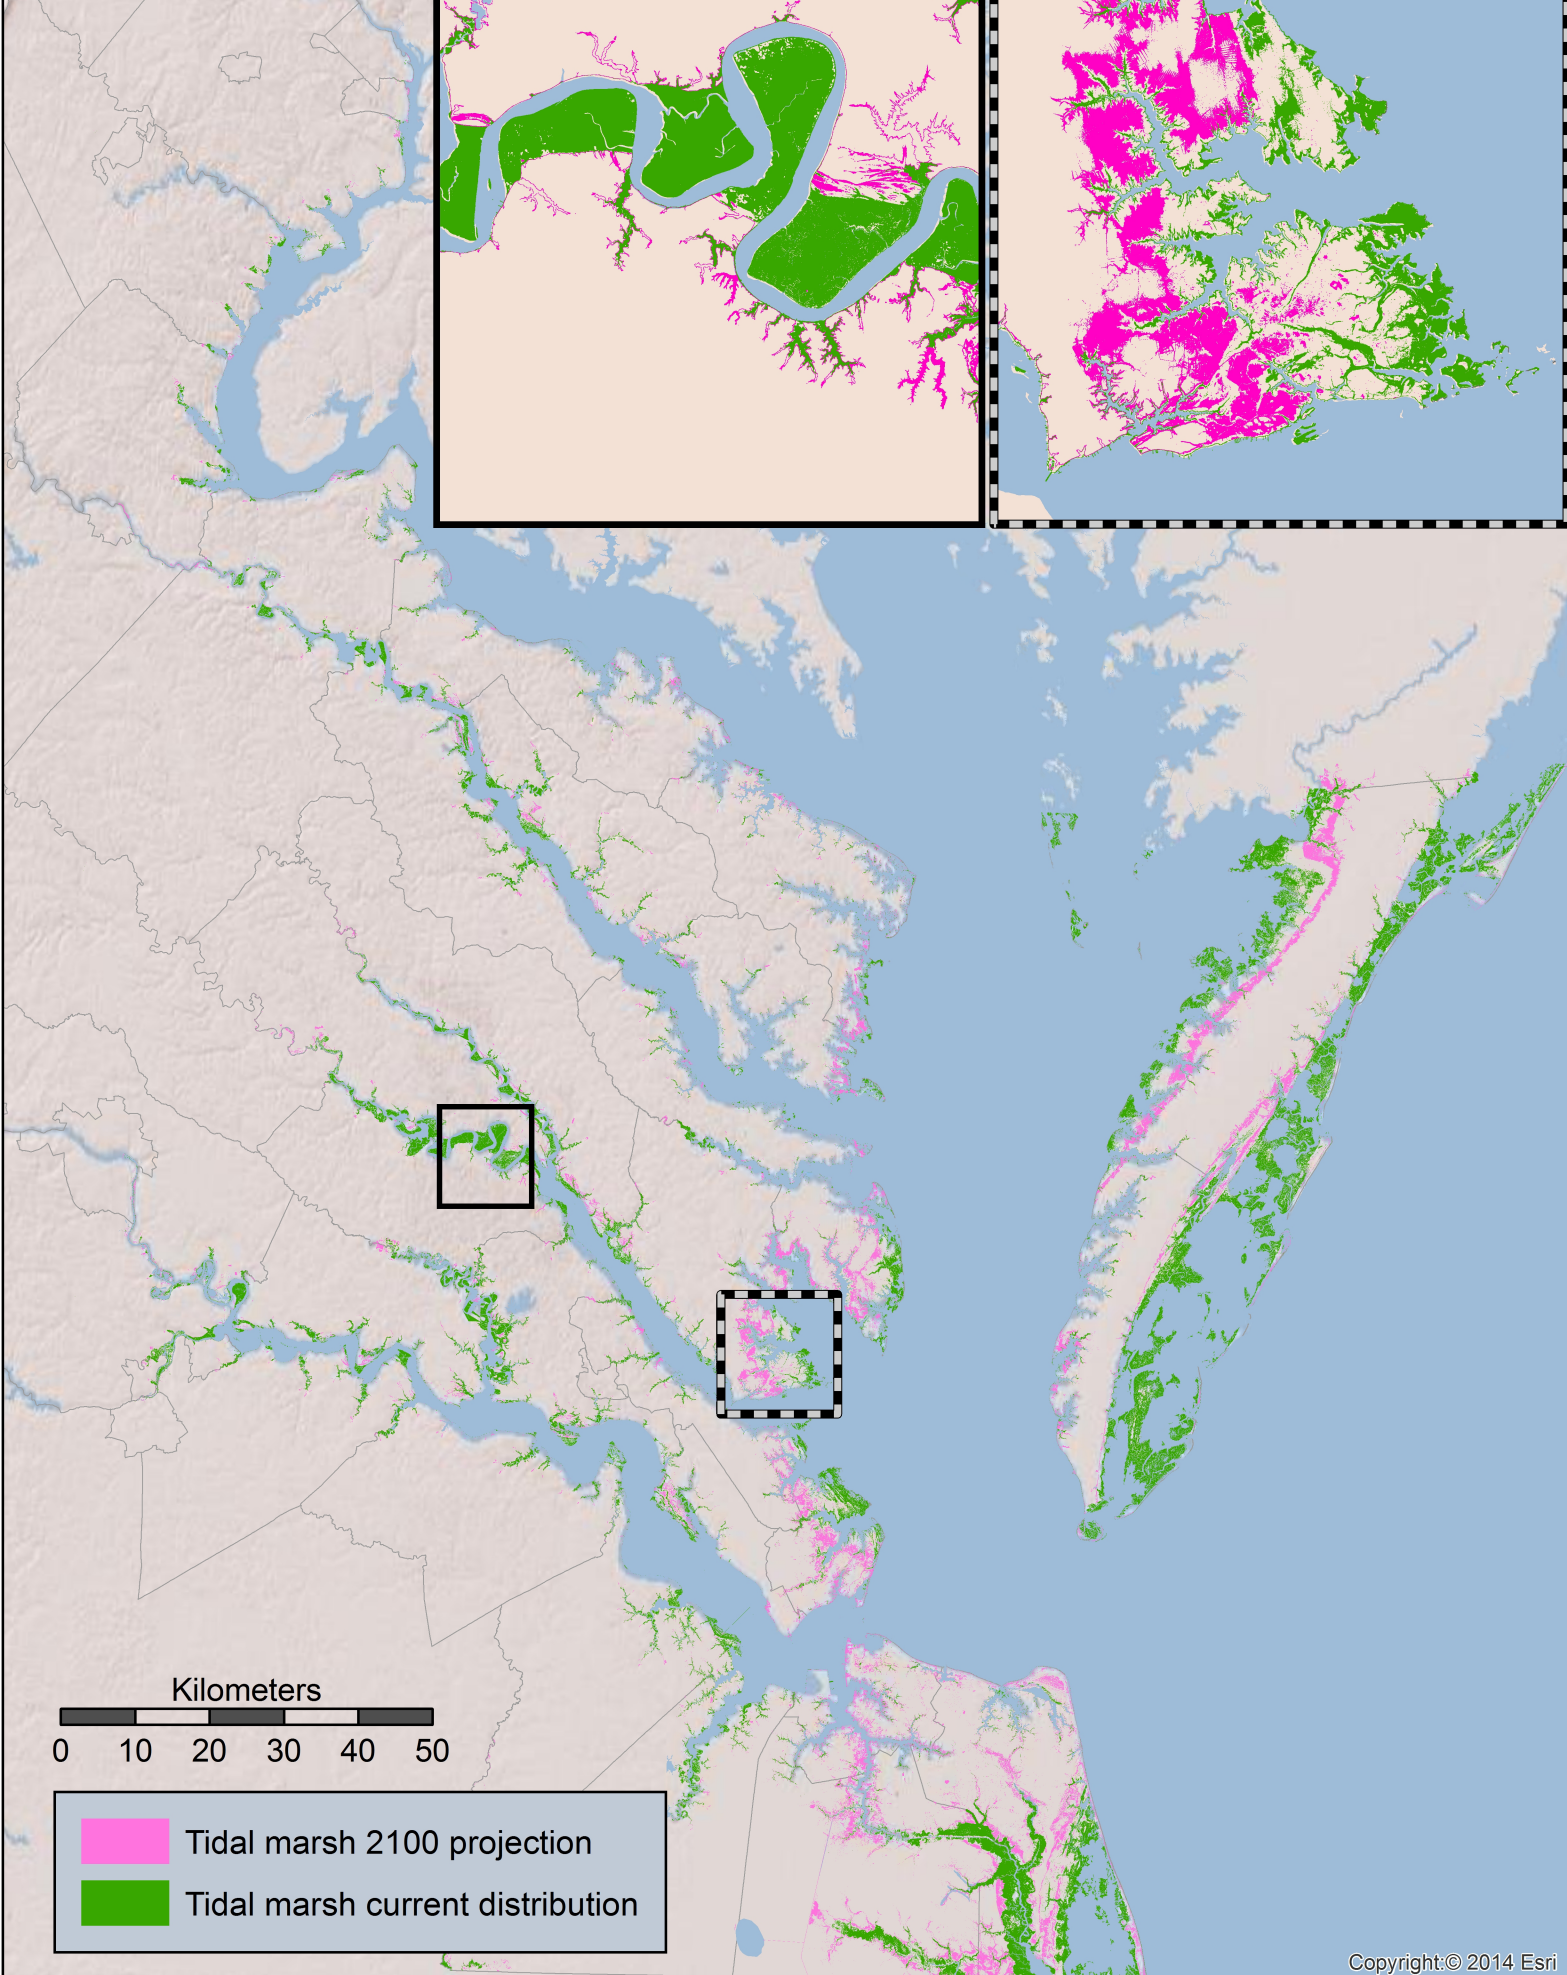 Kilometers
0 10 20 30 40 50
Tidal marsh 2100 projection
Tidal marsh current distribution
Copyright:© 2014 Esri